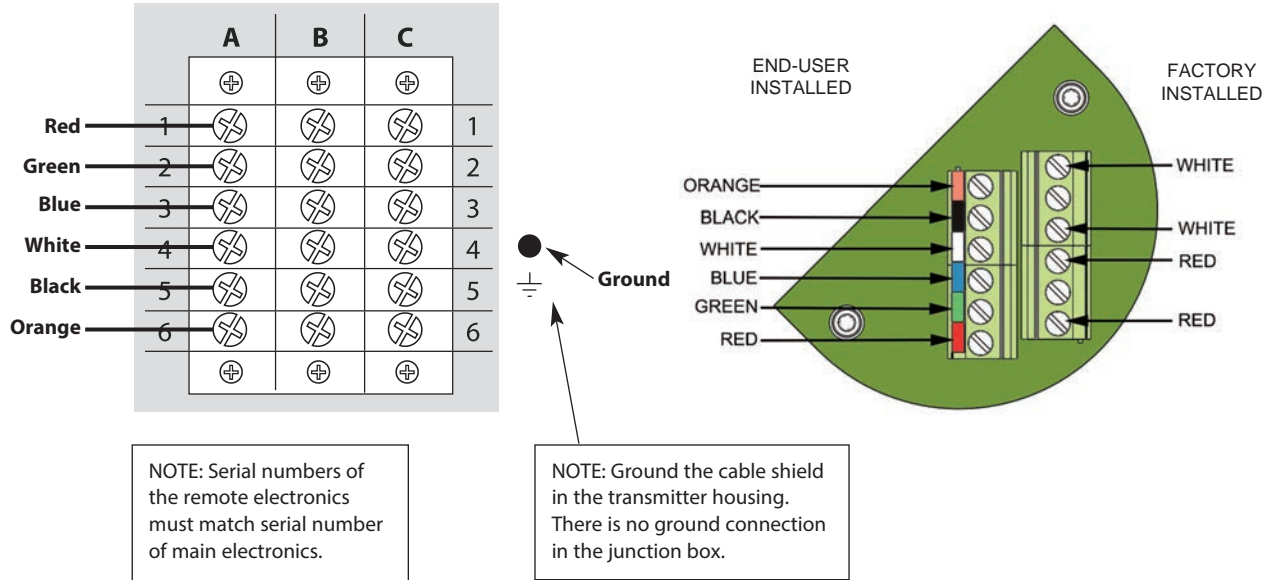 A B C
Red 1 1
Green 2 2
Blue 3 3
White 4 4
Black 5 5
Orange 6 6
Ground
NOTE: Serial numbers of
the remote electronics
must match serial number
of main electronics.
NOTE: Ground the cable shield
in the transmitter housing.
There is no ground connection
in the junction box.
END-USER
INSTALLED
FACTORY
INSTALLED
ORANGE
BLACK
WHITE
BLUE
GREEN
RED
WHITE
WHITE
RED
RED